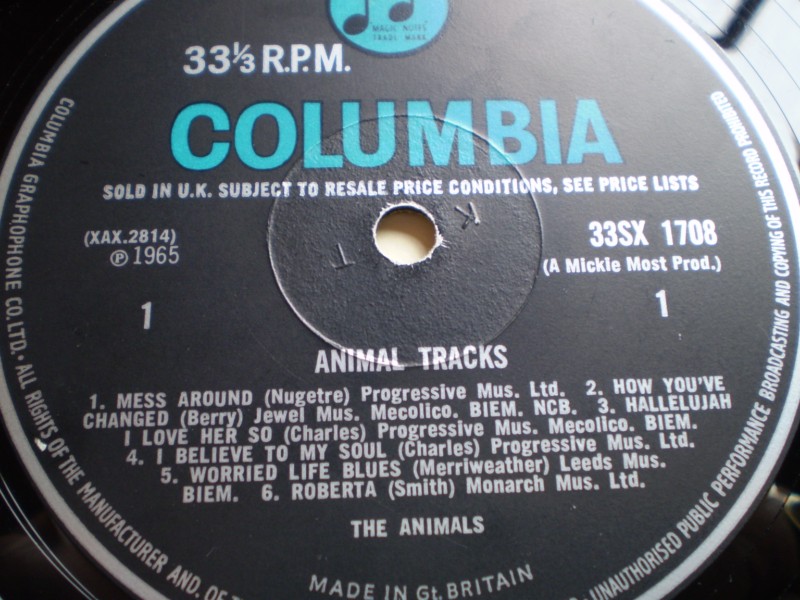 MAGIC NOTES
TRADE MARK
33⅓ R.P.M.
COLUMBIA
SOLD IN U.K. SUBJECT TO RESALE PRICE CONDITIONS, SEE PRICE LISTS
(XAX.2814)
℗ 1965
33SX 1708
(A Mickie Most Prod.)
K
T
1
1
ANIMAL TRACKS
1. MESS AROUND (Nugetre) Progressive Mus. Ltd. 2. HOW YOU'VE
CHANGED (Berry) Jewel Mus. Mecolico. BIEM. NCB. 3. HALLELUJAH
I LOVE HER SO (Charles) Progressive Mus. Mecolico. BIEM.
4. I BELIEVE TO MY SOUL (Charles) Progressive Mus. Ltd.
5. WORRIED LIFE BLUES (Merriweather) Leeds Mus.
BIEM. 6. ROBERTA (Smith) Monarch Mus. Ltd.
THE ANIMALS
MADE IN Gt. BRITAIN
COLUMBIA GRAPHOPHONE CO. LTD. · ALL RIGHTS OF THE MANUFACTURER AND OF T
UNAUTHORISED PUBLIC PERFORMANCE BROADCASTING AND COPYING OF THIS RECORD PROHIBITED